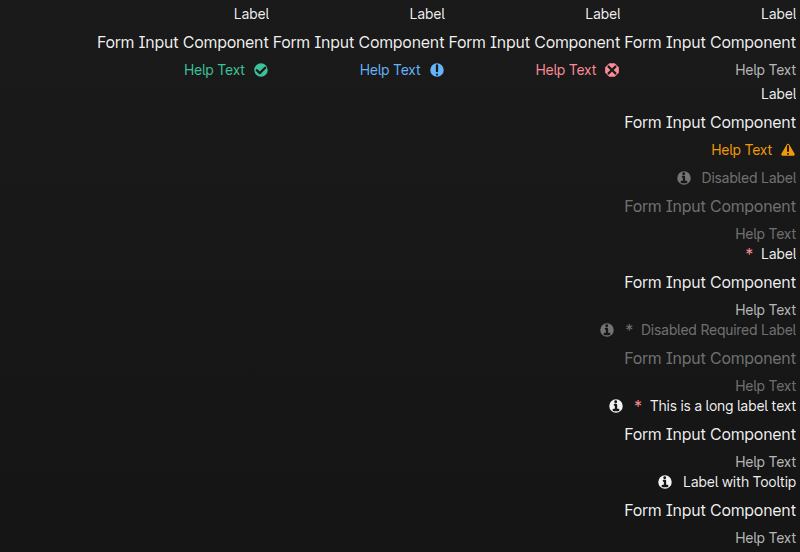 Label Label Label Label
Form Input Component Form Input Component Form Input Component Form Input Component
Help Text Help Text Help Text Help Text
Label
Form Input Component
Help Text
Disabled Label
Form Input Component
Help Text
* Label
Form Input Component
Help Text
* Disabled Required Label
Form Input Component
Help Text
* This is a long label text
Form Input Component
Help Text
Label with Tooltip
Form Input Component
Help Text